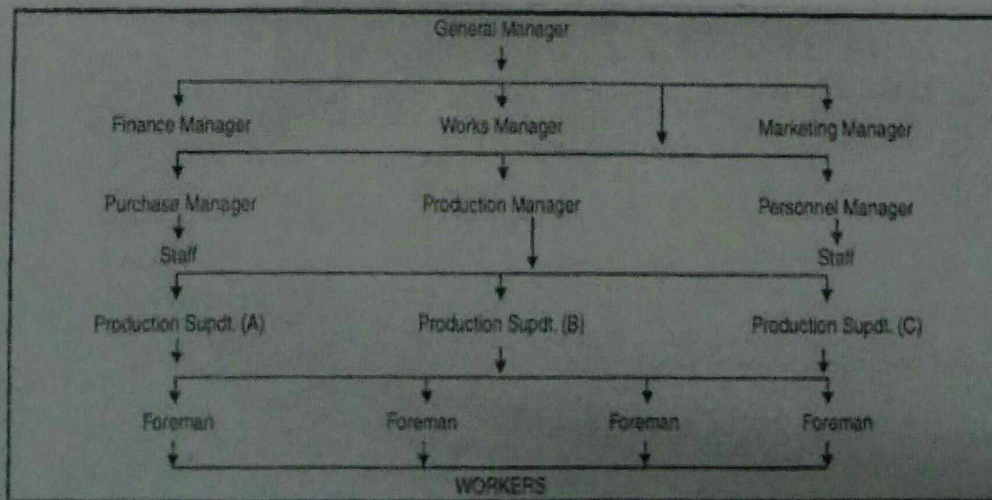 General Manager
Finance Manager Works Manager Marketing Manager
Purchase Manager Production Manager Personnel Manager
Staff Staff
Production Supdt. (A) Production Supdt. (B) Production Supdt. (C)
Foreman Foreman Foreman Foreman
WORKERS